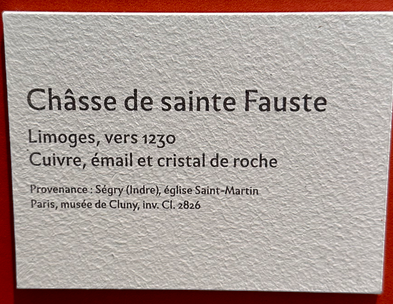 Châsse de sainte Fauste
Limoges, vers 1230
Cuivre, émail et cristal de roche
Provenance : Ségry (Indre), église Saint-Martin
Paris, musée de Cluny, inv. Cl. 2826